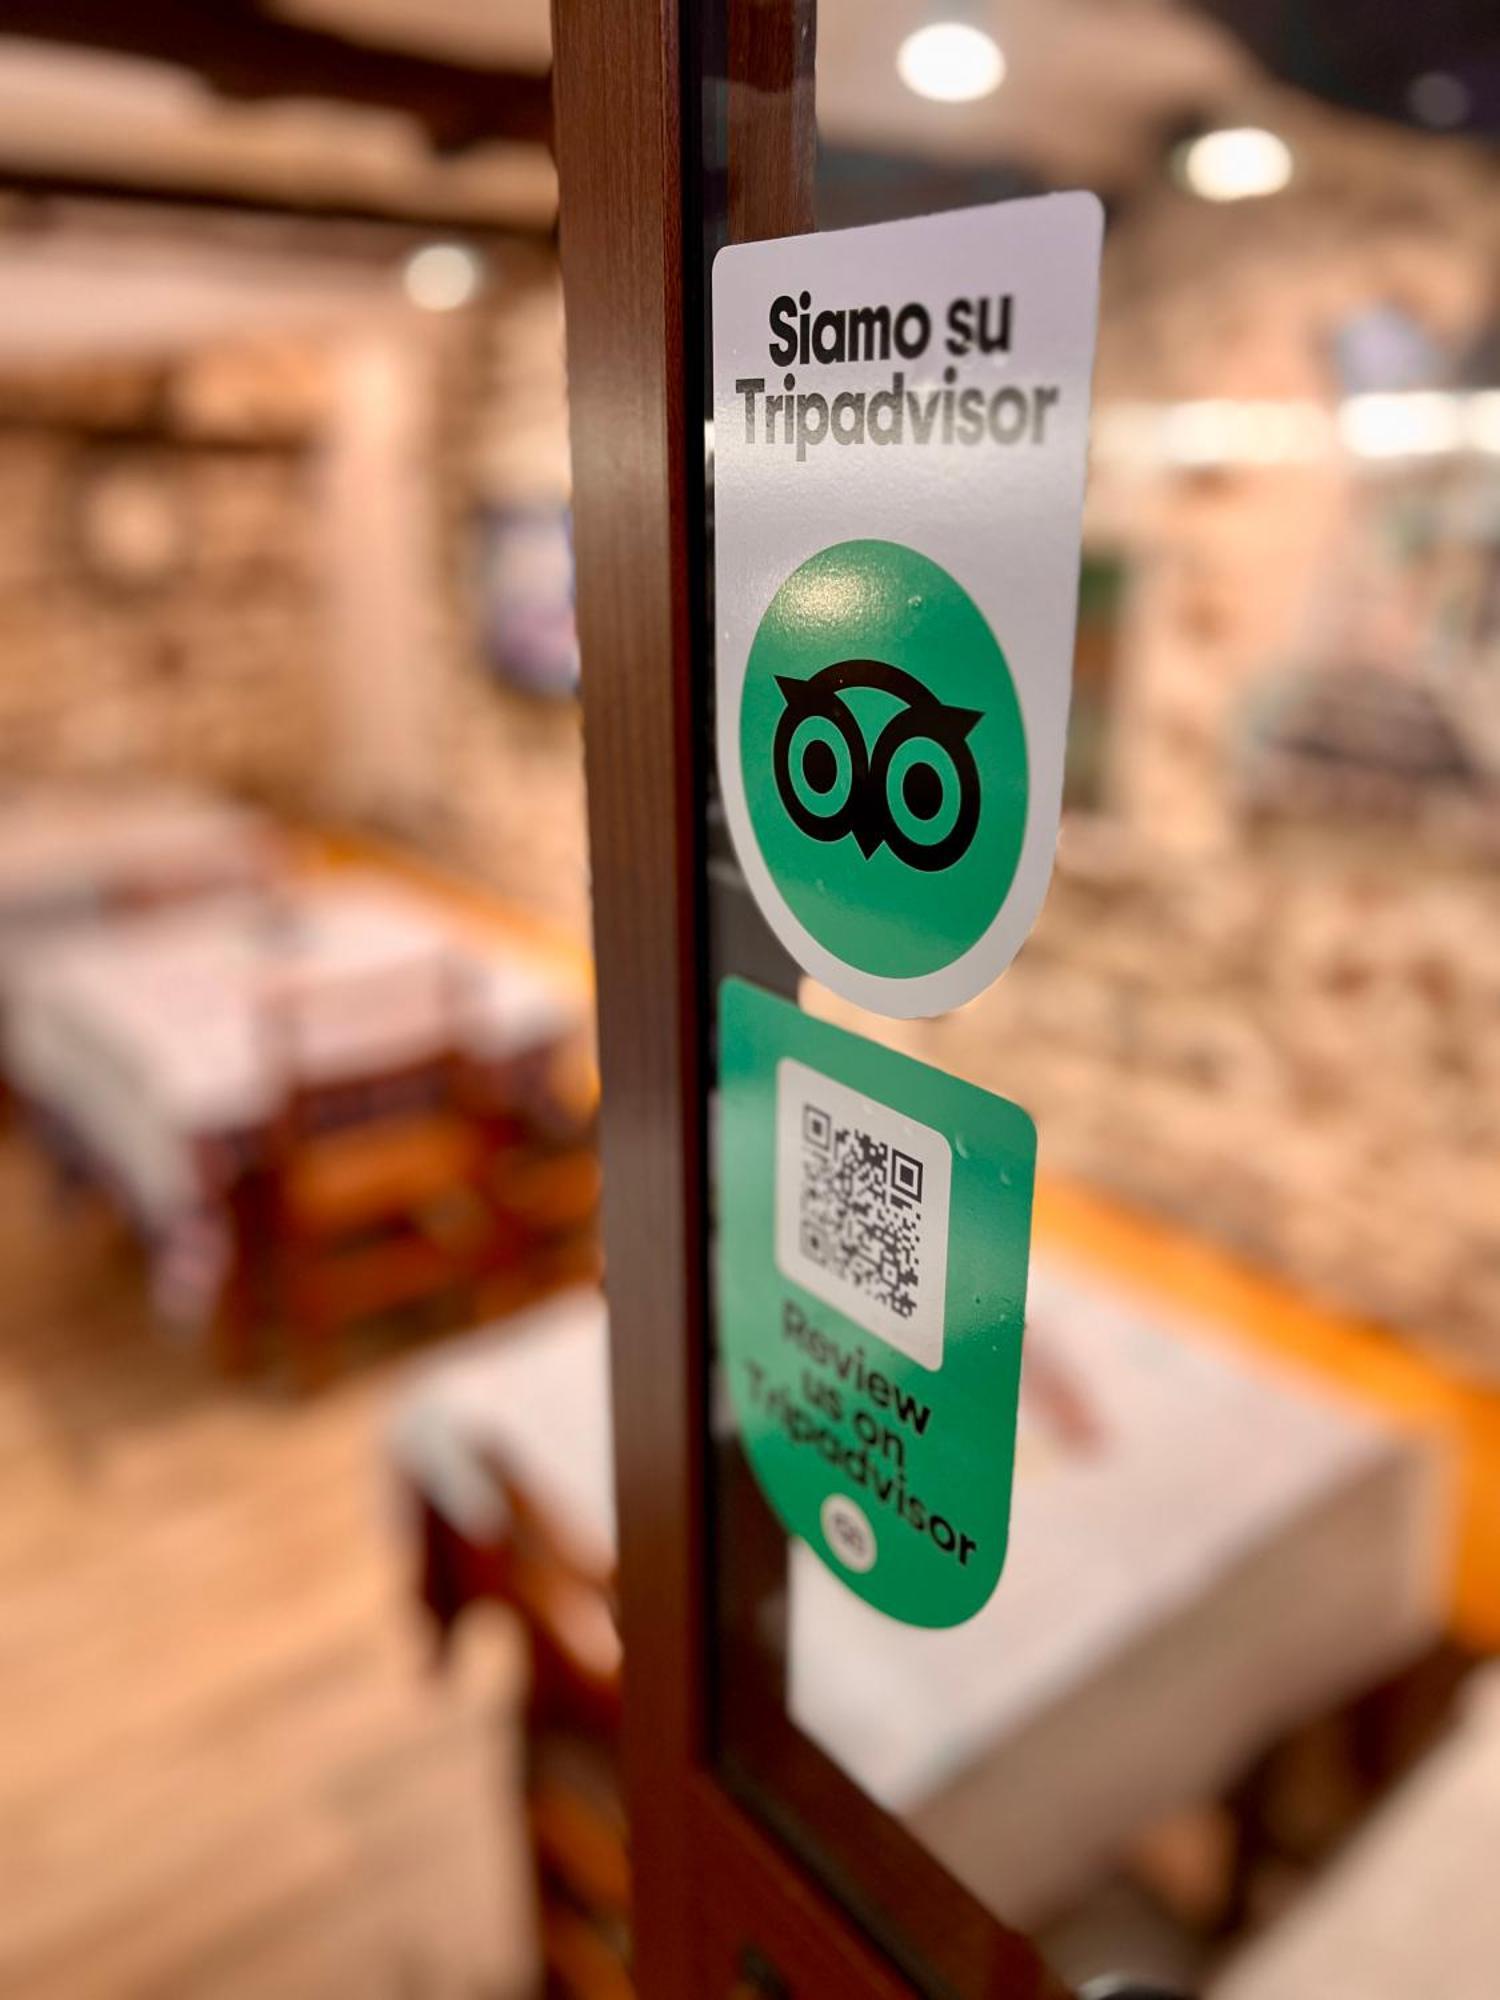 Siamo su
Tripadvisor
Review
us on
Tripadvisor